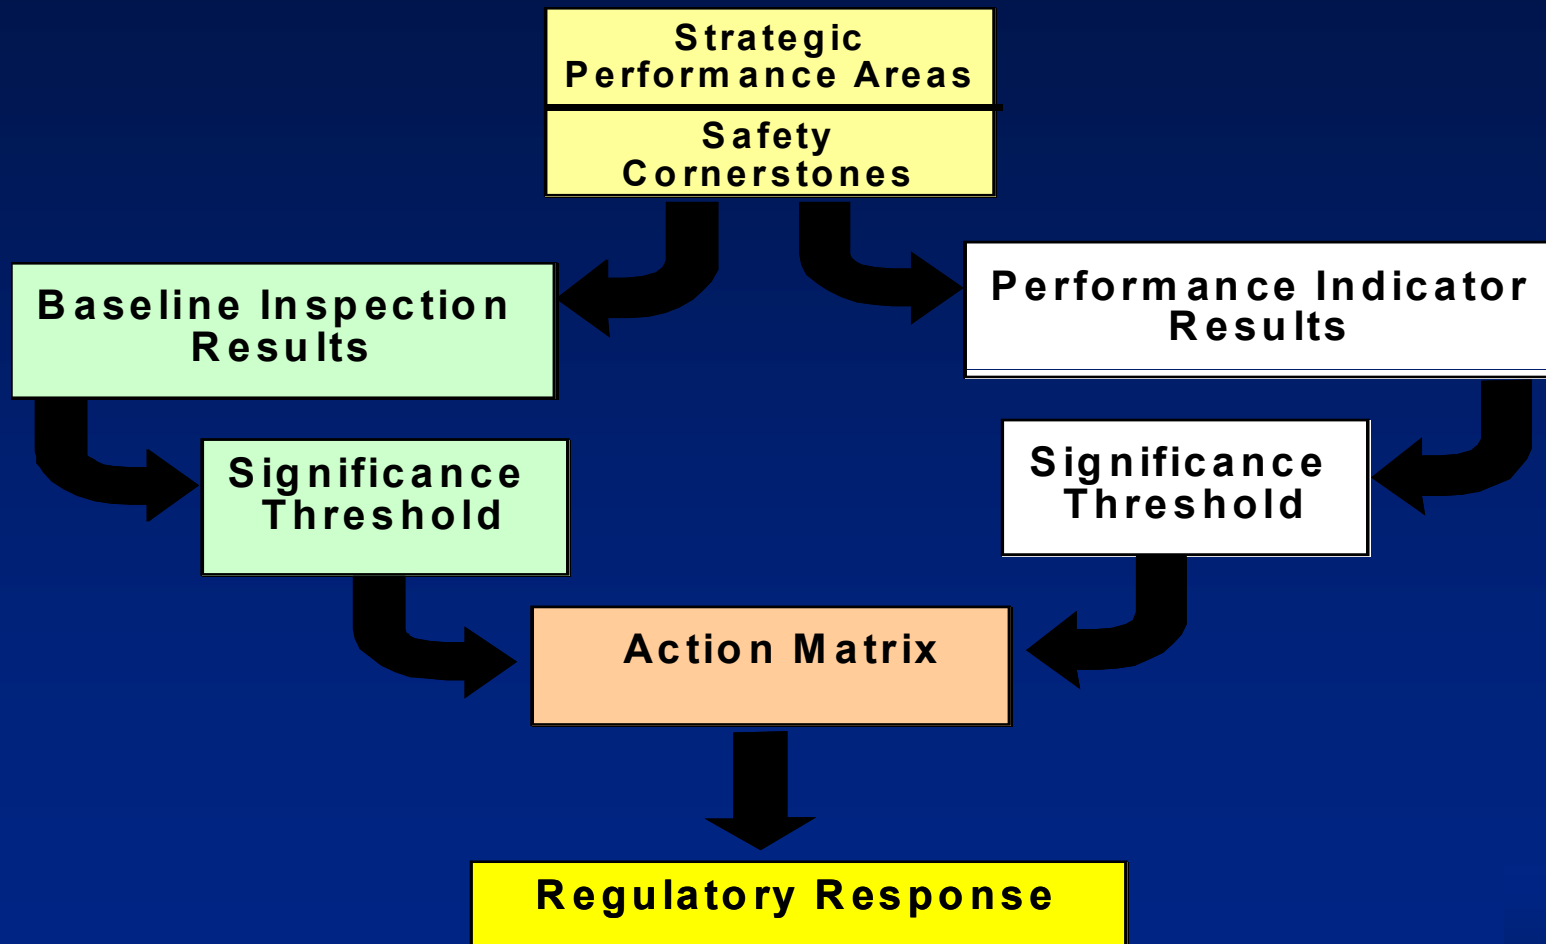 Strategic
Performance Areas
Safety
Cornerstones
Baseline Inspection
Results
Performance Indicator
Results
Significance
Threshold
Significance
Threshold
Action Matrix
Regulatory Response